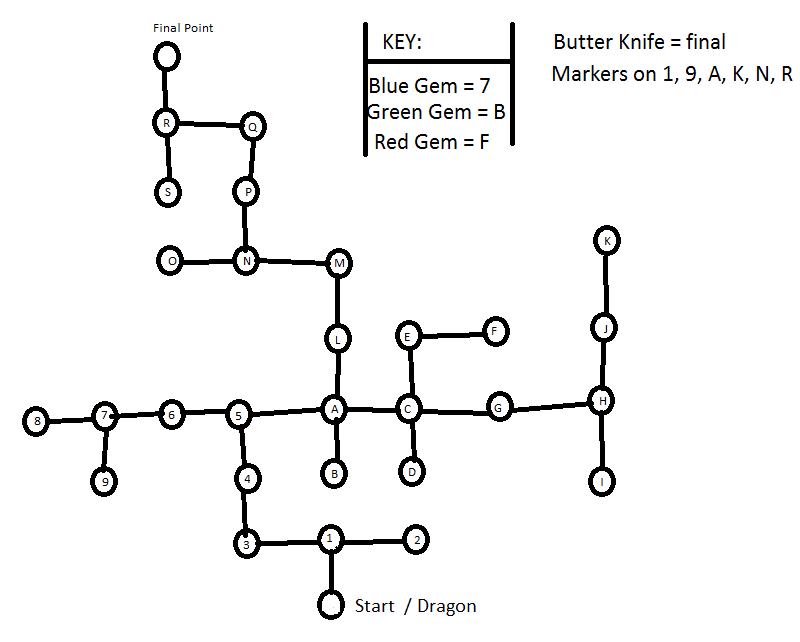 Final Point
KEY:
Butter Knife = final
Markers on 1, 9, A, K, N, R
Blue Gem = 7
Green Gem = B
Red Gem = F
R
Q
S
P
O
N
M
K
L
E
F
J
8
7
6
5
A
C
G
H
9
4
B
D
I
3
1
2
Start / Dragon